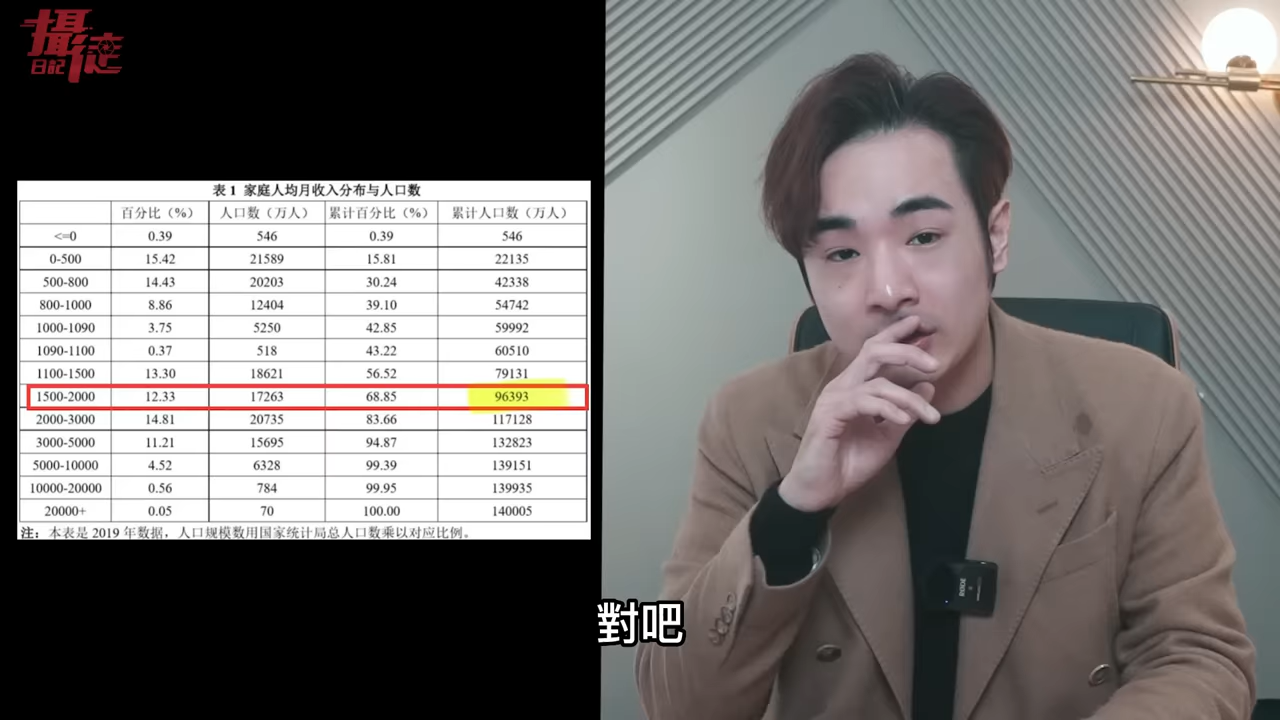 攝徒
日記
表 1 家庭人均月收入分布与人口数
百分比（%） 人口数（万人） 累计百分比（%） 累计人口数（万人）
<=0 0.39 546 0.39 546
0-500 15.42 21589 15.81 22135
500-800 14.43 20203 30.24 42338
800-1000 8.86 12404 39.10 54742
1000-1090 3.75 5250 42.85 59992
1090-1100 0.37 518 43.22 60510
1100-1500 13.30 18621 56.52 79131
1500-2000 12.33 17263 68.85 96393
2000-3000 14.81 20735 83.66 117128
3000-5000 11.21 15695 94.87 132823
5000-10000 4.52 6328 99.39 139151
10000-20000 0.56 784 99.95 139935
20000+ 0.05 70 100.00 140005
注：本表是 2019 年数据，人口规模数用国家统计局总人口数乘以对应比例。
RODE
對吧